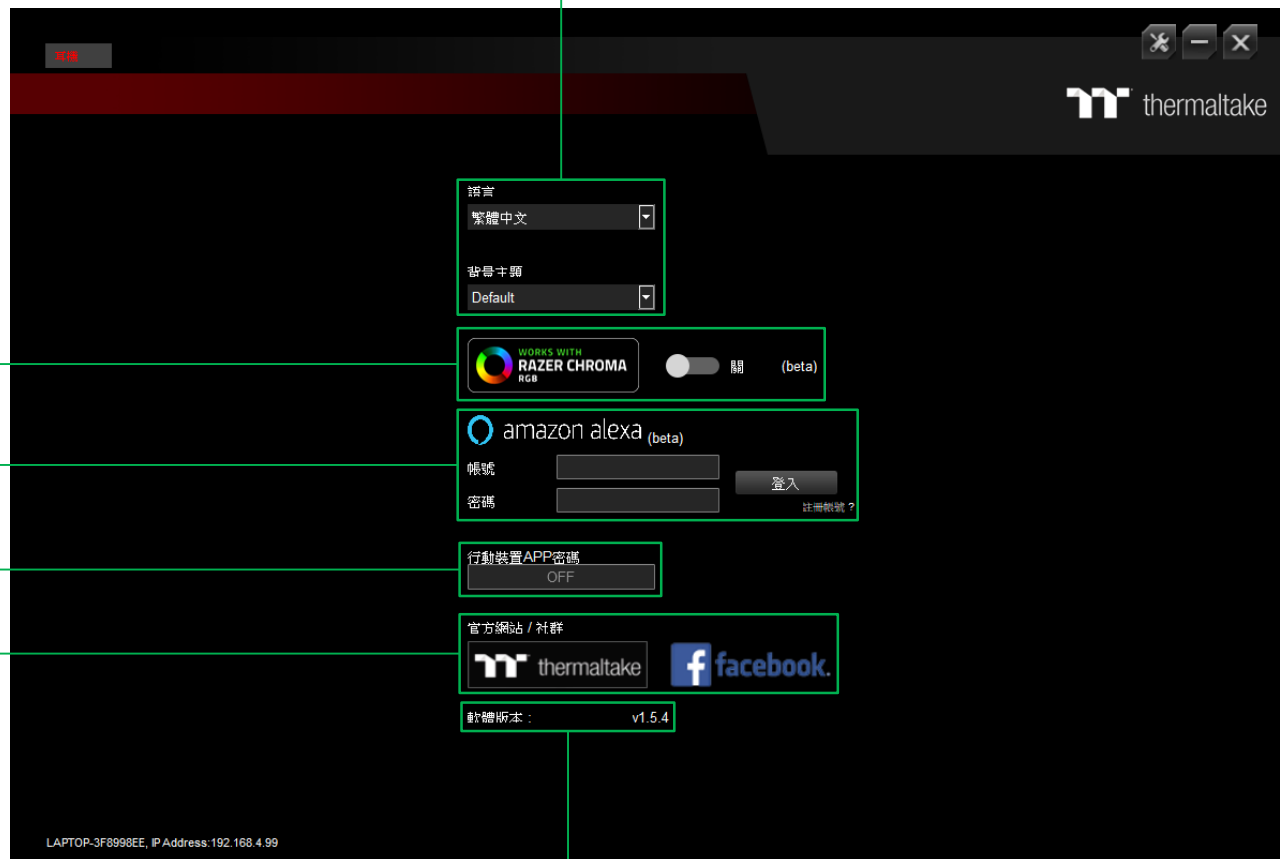 thermaltake
語言
繁體中文
背景主題
Default
WORKS WITH
RAZER CHROMA
RGB
關 (beta)
amazon alexa (beta)
帳號
登入
密碼
註冊帳號 ?
行動裝置APP密碼
OFF
官方網站 / 社群
thermaltake
facebook.
軟體版本 : v1.5.4
LAPTOP-3F8998EE, IP Address:192.168.4.99